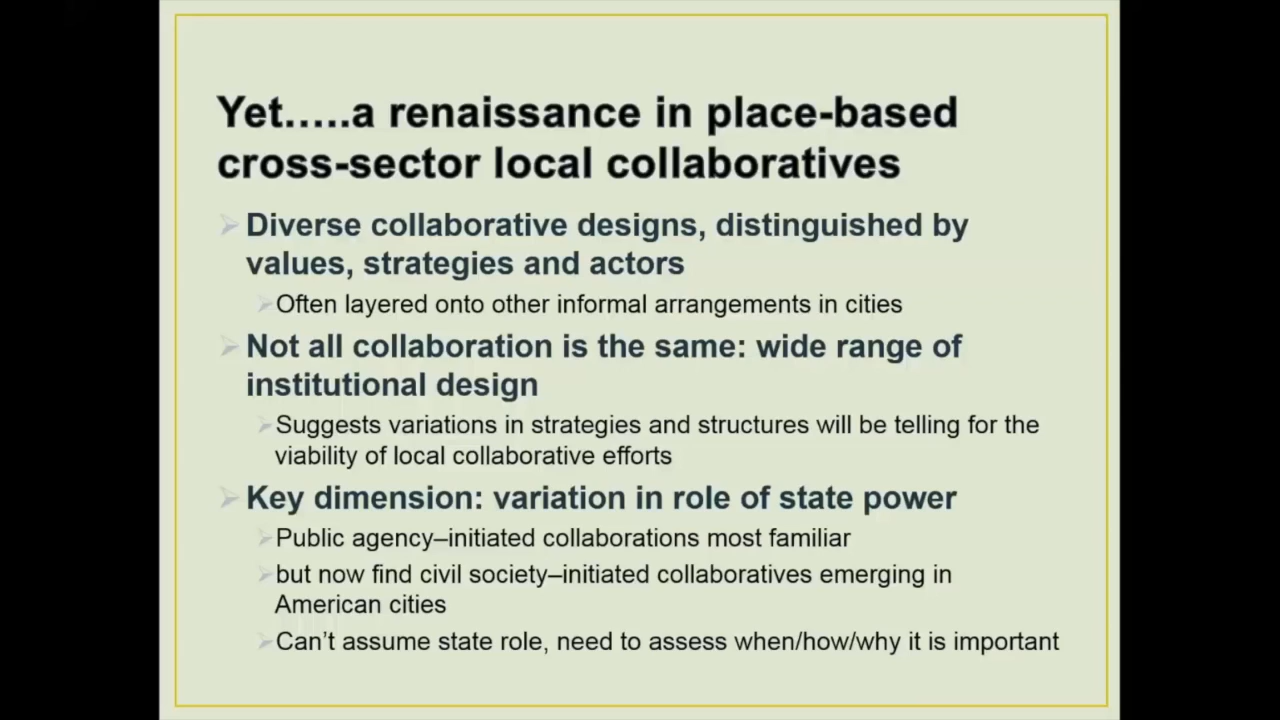 Yet.....a renaissance in place-based
cross-sector local collaboratives
Diverse collaborative designs, distinguished by
values, strategies and actors
Often layered onto other informal arrangements in cities
Not all collaboration is the same: wide range of
institutional design
Suggests variations in strategies and structures will be telling for the
viability of local collaborative efforts
Key dimension: variation in role of state power
Public agency–initiated collaborations most familiar
but now find civil society–initiated collaboratives emerging in
American cities
Can’t assume state role, need to assess when/how/why it is important